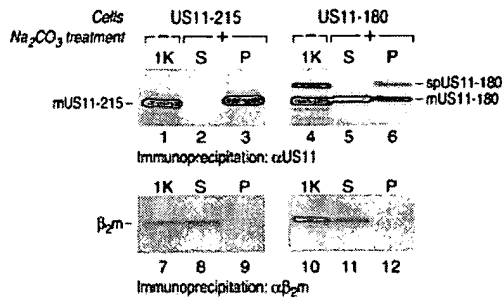 Cells US11-215 US11-180
Na₂CO₃ treatment − + − +
1K S P 1K S P
spUS11-180
mUS11-215 mUS11-180
1 2 3 4 5 6
Immunoprecipitation: αUS11
1K S P 1K S P
β₂m
7 8 9 10 11 12
Immunoprecipitation: αβ₂m